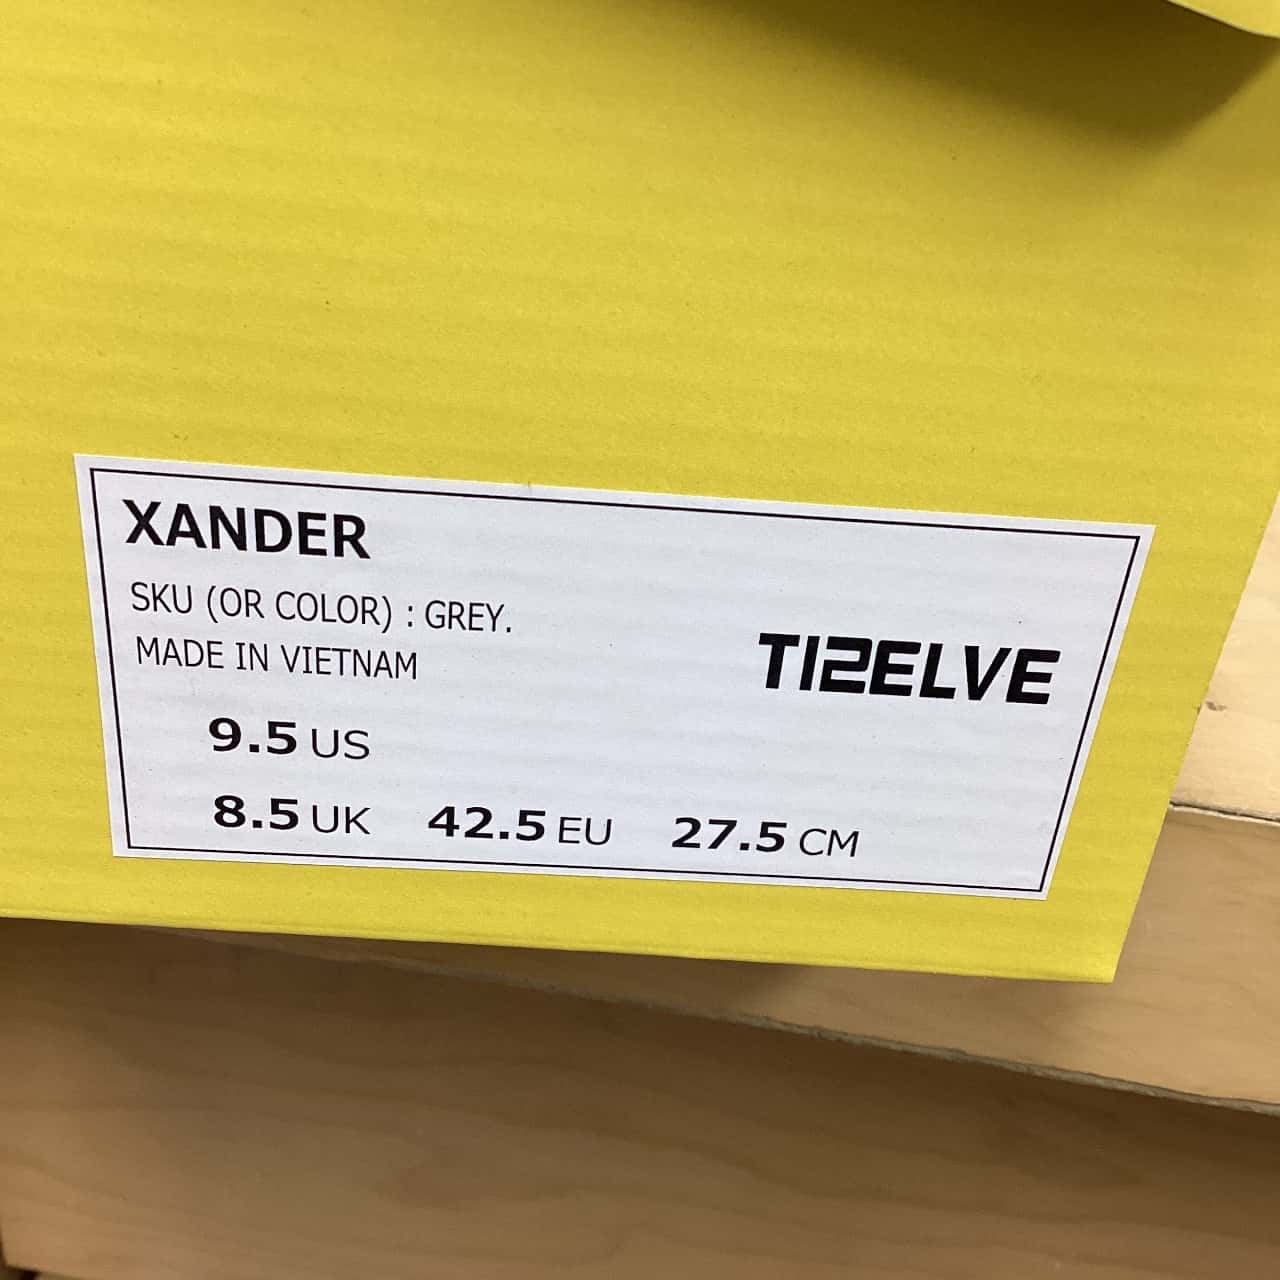 XANDER
SKU (OR COLOR) : GREY.
MADE IN VIETNAM
TI2ELVE
9.5 US
8.5 UK 42.5 EU 27.5 CM